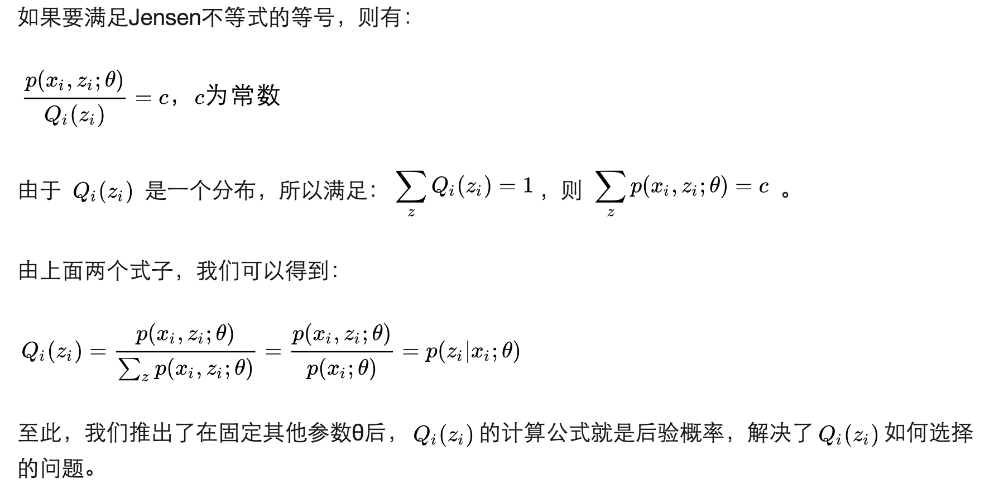 如果要满足Jensen不等式的等号，则有：
$\frac{p(x_i, z_i; \theta)}{Q_i(z_i)} = c$，$c$为常数
由于 $Q_i(z_i)$ 是一个分布，所以满足：$\sum_z Q_i(z_i) = 1$，则 $\sum_z p(x_i, z_i; \theta) = c$ 。
由上面两个式子，我们可以得到：
$Q_i(z_i) = \frac{p(x_i, z_i; \theta)}{\sum_z p(x_i, z_i; \theta)} = \frac{p(x_i, z_i; \theta)}{p(x_i; \theta)} = p(z_i | x_i; \theta)$
至此，我们推出了在固定其他参数θ后，$Q_i(z_i)$ 的计算公式就是后验概率，解决了 $Q_i(z_i)$ 如何选择
的问题。